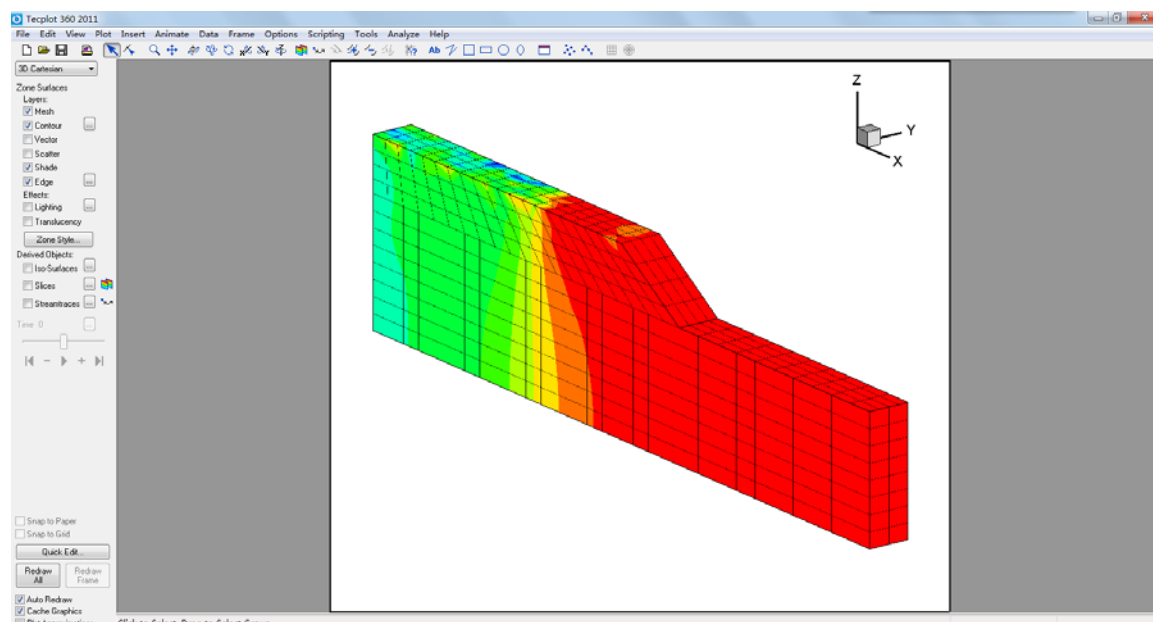 Tecplot 360 2011
File Edit View Plot Insert Animate Data Frame Options Scripting Tools Analyze Help
Ab
3D Cartesian
Zone Surfaces
Layers:
Mesh
Contour
Vector
Scatter
Shade
Edge
Effects:
Lighting
Translucency
Zone Style...
Derived Objects:
Iso-Surfaces
Slices
Streamtraces
Time: 0
Snap to Paper
Snap to Grid
Quick Edit...
Redraw All
Redraw Frame
Auto Redraw
Cache Graphics
Z
Y
X